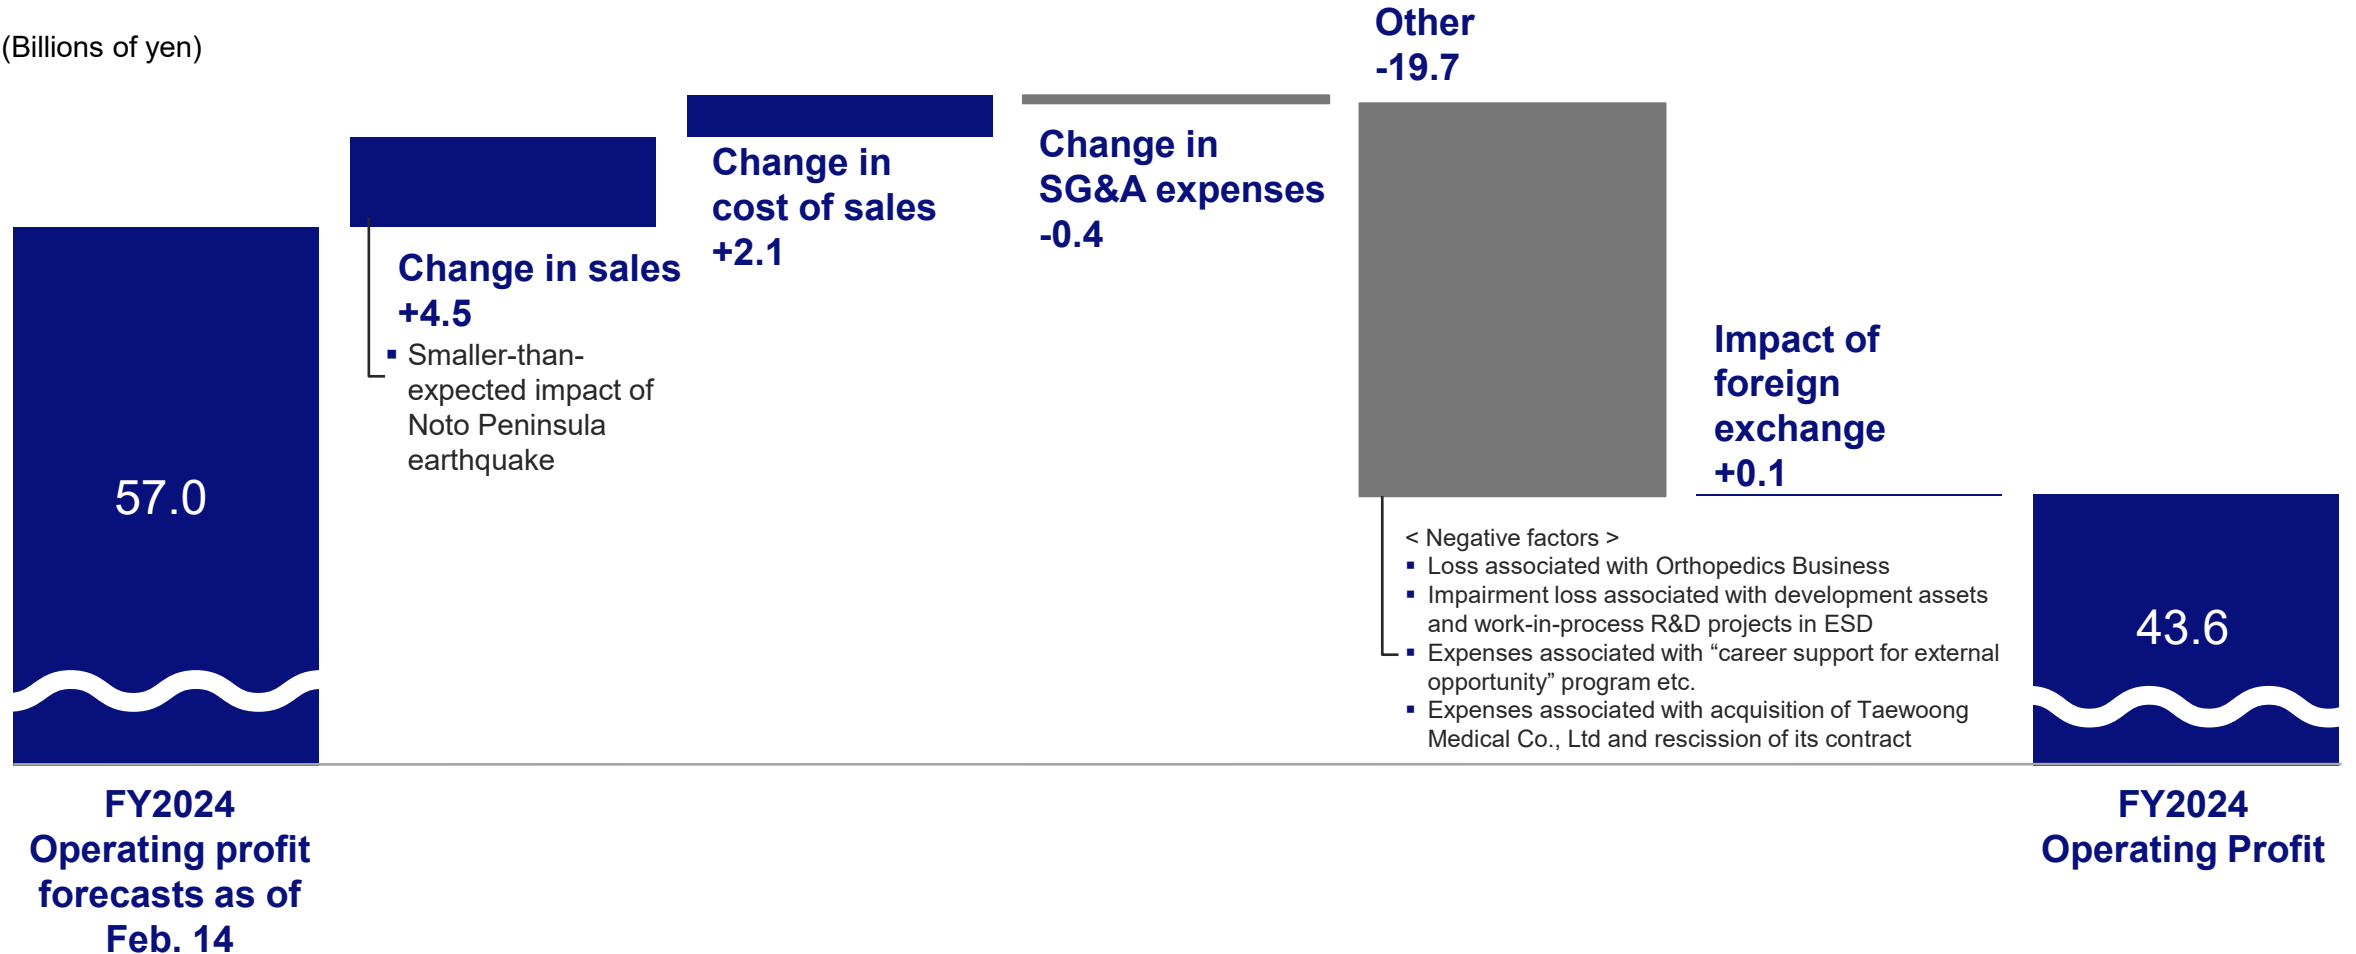 (Billions of yen)
57.0
FY2024
Operating profit
forecasts as of
Feb. 14
Change in sales
+4.5
▪ Smaller-than-
expected impact of
Noto Peninsula
earthquake
Change in
cost of sales
+2.1
Change in
SG&A expenses
-0.4
Other
-19.7
< Negative factors >
▪ Loss associated with Orthopedics Business
▪ Impairment loss associated with development assets
and work-in-process R&D projects in ESD
▪ Expenses associated with “career support for external
opportunity” program etc.
▪ Expenses associated with acquisition of Taewoong
Medical Co., Ltd and rescission of its contract
Impact of
foreign
exchange
+0.1
43.6
FY2024
Operating Profit